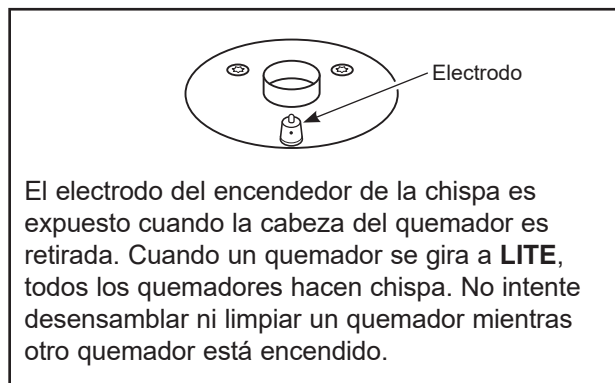 Electrodo
El electrodo del encendedor de la chispa es
expuesto cuando la cabeza del quemador es
retirada. Cuando un quemador se gira a LITE,
todos los quemadores hacen chispa. No intente
desensamblar ni limpiar un quemador mientras
otro quemador está encendido.